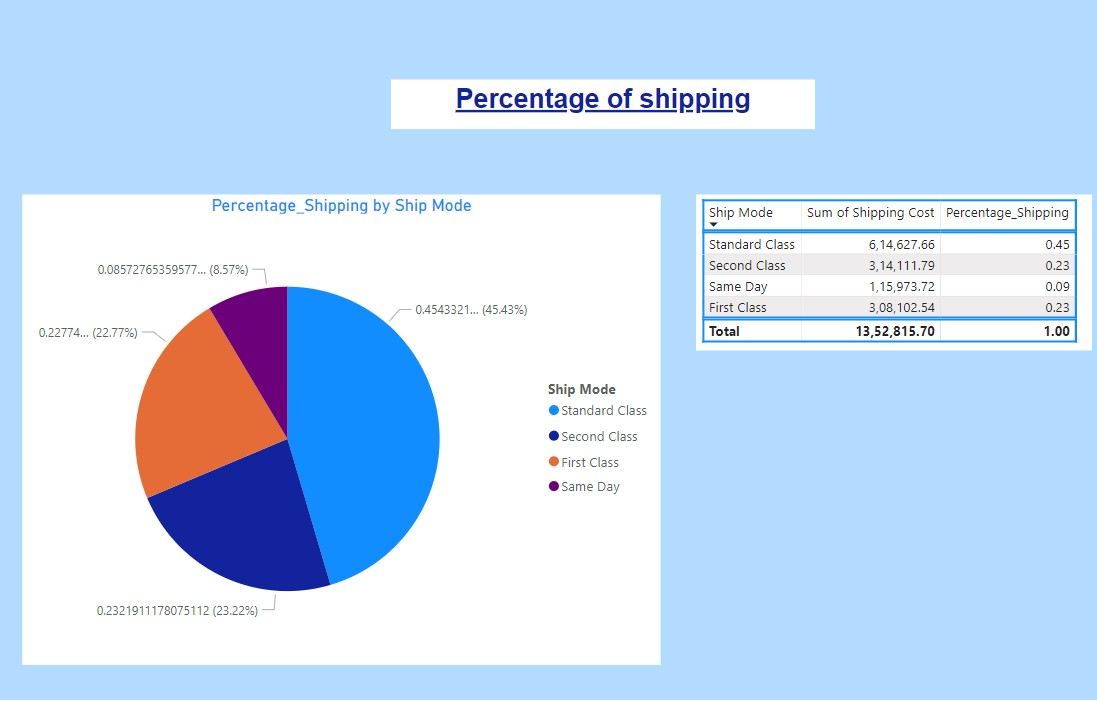 Percentage of shipping
Percentage_Shipping by Ship Mode
0.08572765359577... (8.57%)
0.4543321... (45.43%)
0.22774... (22.77%)
0.2321911178075112 (23.22%)
Ship Mode
Standard Class
Second Class
First Class
Same Day
Ship Mode Sum of Shipping Cost Percentage_Shipping
Standard Class 6,14,627.66 0.45
Second Class 3,14,111.79 0.23
Same Day 1,15,973.72 0.09
First Class 3,08,102.54 0.23
Total 13,52,815.70 1.00